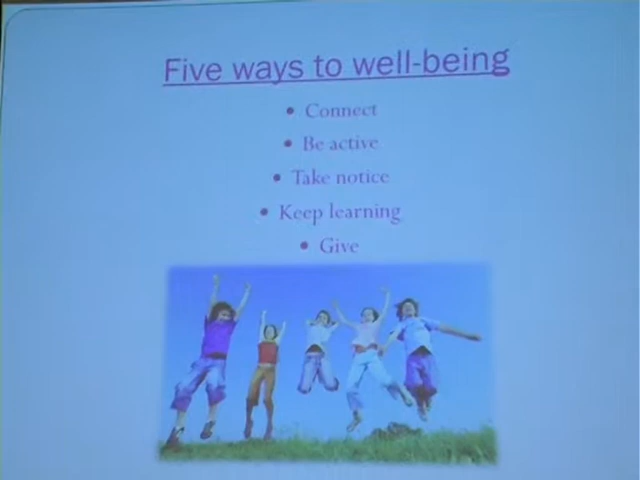 Five ways to well-being
• Connect
• Be active
• Take notice
• Keep learning
• Give